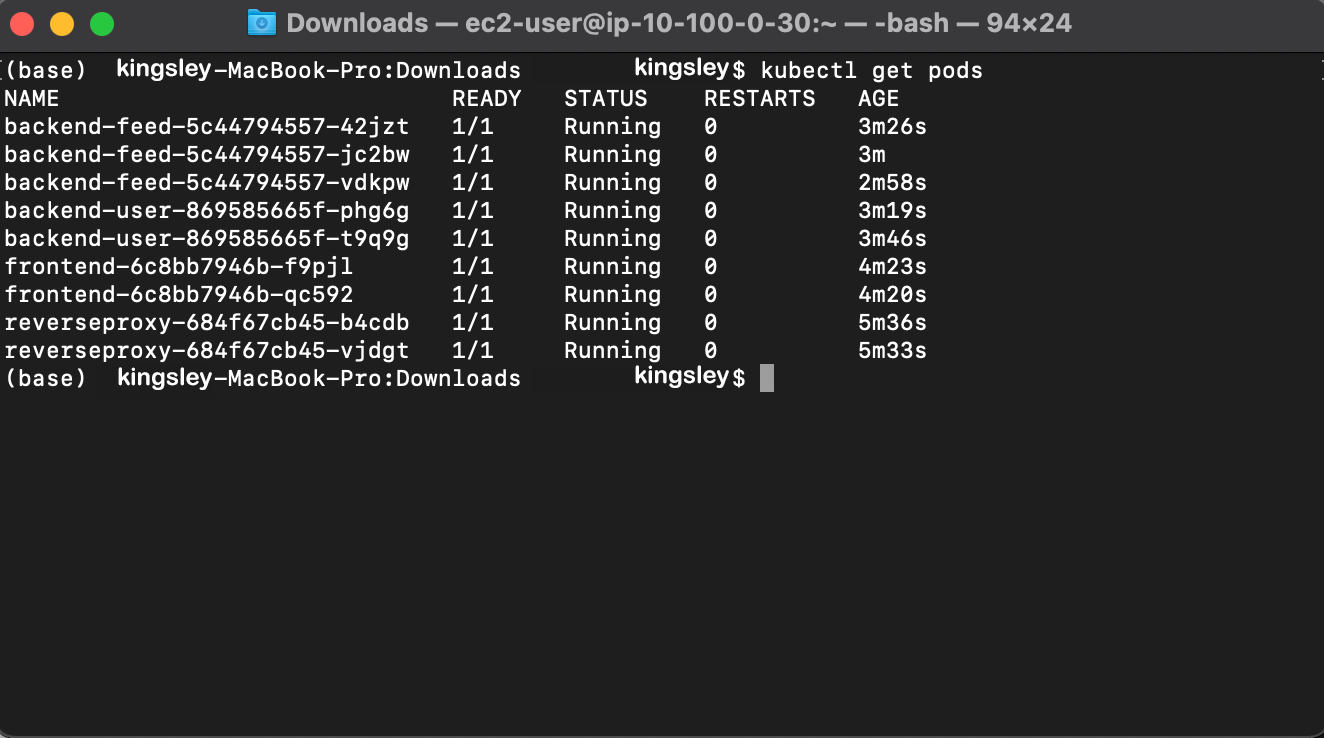 Downloads — ec2-user@ip-10-100-0-30:~ — -bash — 94×24
(base) kingsley-MacBook-Pro:Downloads kingsley$ kubectl get pods
NAME READY STATUS RESTARTS AGE
backend-feed-5c44794557-42jzt 1/1 Running 0 3m26s
backend-feed-5c44794557-jc2bw 1/1 Running 0 3m
backend-feed-5c44794557-vdkpw 1/1 Running 0 2m58s
backend-user-869585665f-phg6g 1/1 Running 0 3m19s
backend-user-869585665f-t9q9g 1/1 Running 0 3m46s
frontend-6c8bb7946b-f9pjl 1/1 Running 0 4m23s
frontend-6c8bb7946b-qc592 1/1 Running 0 4m20s
reverseproxy-684f67cb45-b4cdb 1/1 Running 0 5m36s
reverseproxy-684f67cb45-vjdgt 1/1 Running 0 5m33s
(base) kingsley-MacBook-Pro:Downloads kingsley$